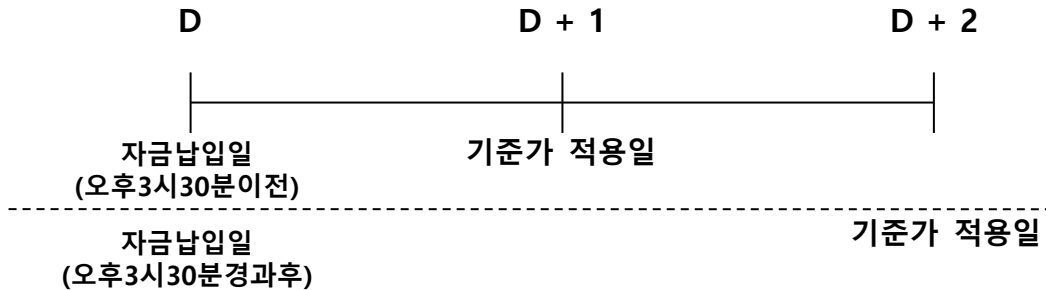 D D + 1 D + 2
자금납입일
(오후3시30분이전)
기준가 적용일
기준가 적용일
자금납입일
(오후3시30분경과후)